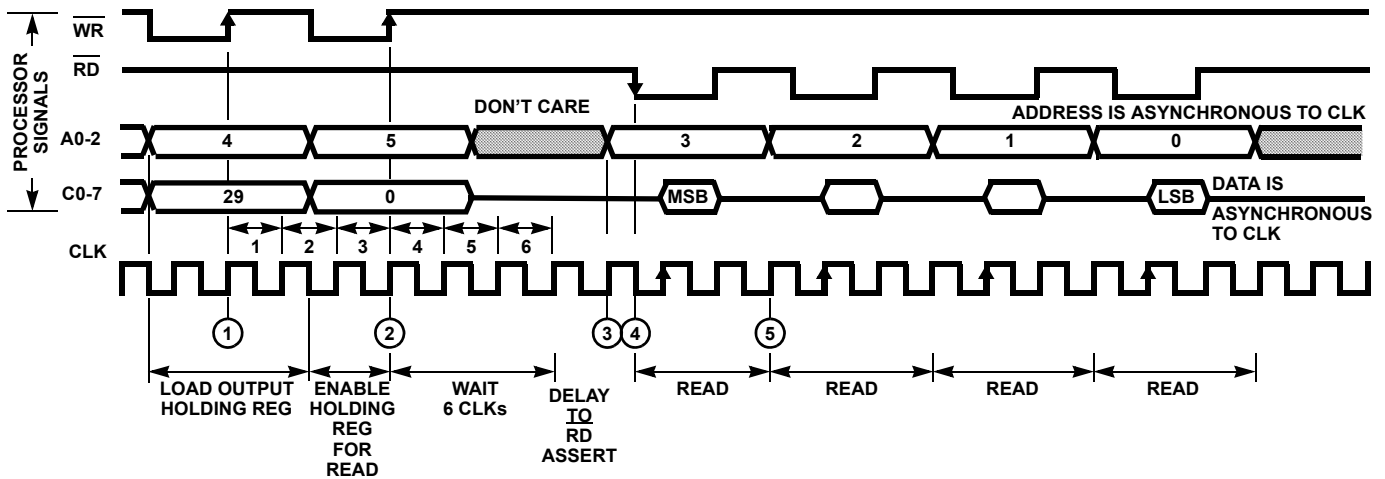 PROCESSOR
SIGNALS
WR
RD
DON'T CARE
ADDRESS IS ASYNCHRONOUS TO CLK
A0-2
4
5
3
2
1
0
C0-7
29
0
MSB
LSB
DATA IS
ASYNCHRONOUS
TO CLK
1
2
3
4
5
6
CLK
1
2
3
4
5
LOAD OUTPUT
HOLDING REG
ENABLE
HOLDING
REG
FOR
READ
WAIT
6 CLKs
DELAY
TO
RD
ASSERT
READ
READ
READ
READ